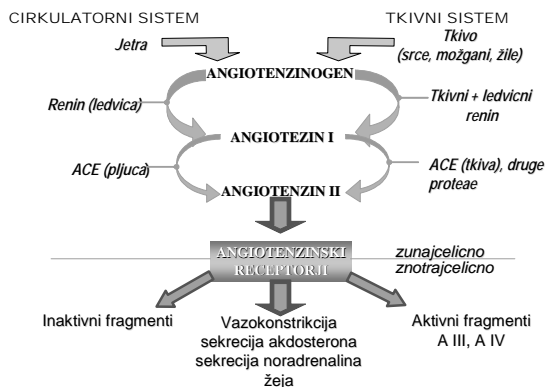 CIRKULATORNI SISTEM
TKIVNI SISTEM
Jetra
Tkivo
(srce, možgani, žile)
ANGIOTENZINOGEN
Renin (ledvica)
Tkivni + ledvicni
renin
ANGIOTEZIN I
ACE (pljuca)
ACE (tkiva), druge
proteae
ANGIOTENZIN II
ANGIOTENZINSKI
RECEPTORJI
zunajcelicno
znotrajcelicno
Inaktivni fragmenti
Vazokonstrikcija
sekrecija akdosterona
sekrecija noradrenalina
žeja
Aktivni fragmenti
A III, A IV